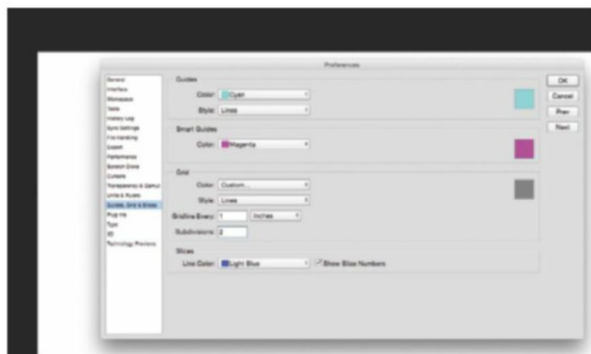 Preferences
General
Interface
Workspace
Tools
History Log
Sync Settings
File Handling
Export
Performance
Scratch Disks
Cursors
Transparency & Gamut
Units & Rulers
Guides, Grid & Slices
Plug-Ins
Type
3D
Technology Previews
Guides
Color: Cyan
Style: Lines
Smart Guides
Color: Magenta
Grid
Color: Custom...
Style: Lines
Gridline Every: 1 Inches
Subdivisions: 2
Slices
Line Color: Light Blue Show Slice Numbers
OK
Cancel
Prev
Next